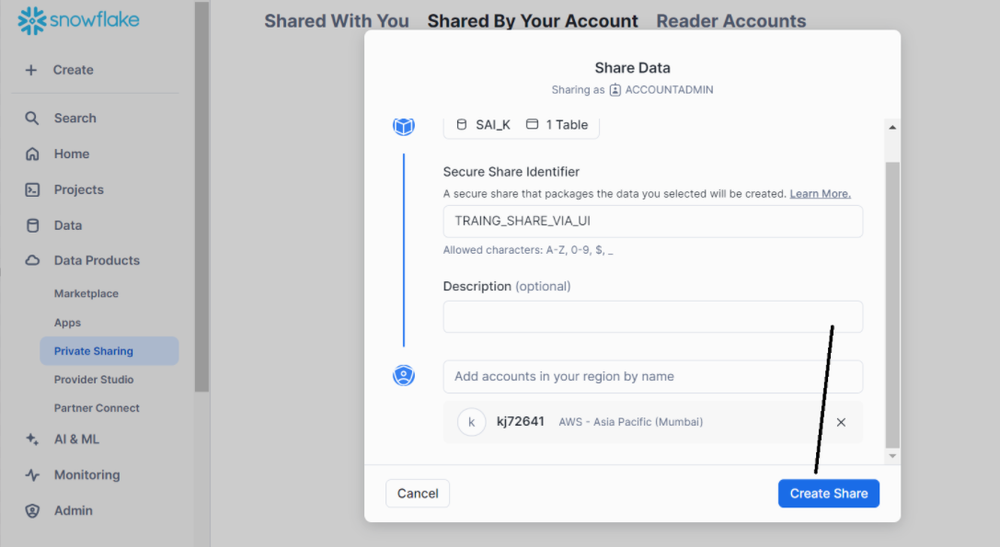 snowflake
Create
Search
Home
Projects
Data
Data Products
Marketplace
Apps
Private Sharing
Provider Studio
Partner Connect
AI & ML
Monitoring
Admin
Shared With You Shared By Your Account Reader Accounts
Share Data
Sharing as ACCOUNTADMIN
SAI_K 1 Table
Secure Share Identifier
A secure share that packages the data you selected will be created. Learn More.
TRAING_SHARE_VIA_UI
Allowed characters: A-Z, 0-9, $, _
Description (optional)
Add accounts in your region by name
k kj72641 AWS - Asia Pacific (Mumbai)
Cancel Create Share